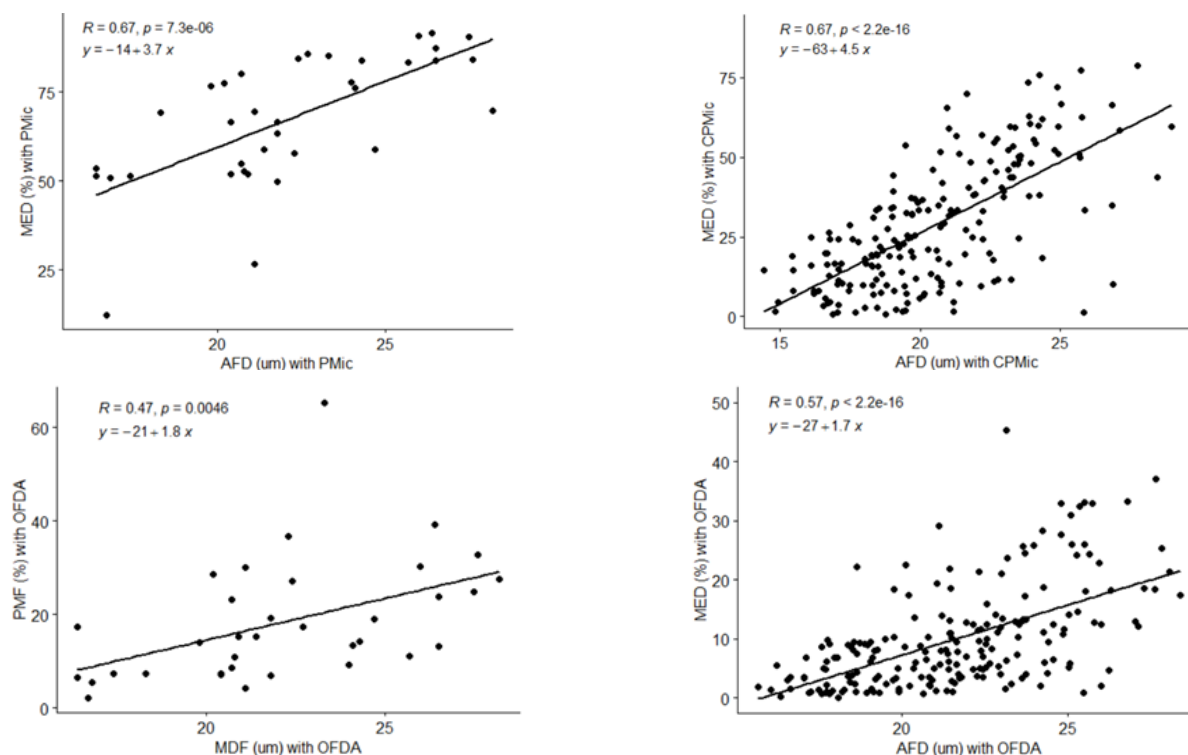 R = 0.67, p = 7.3e-06
y = −14+3.7 x
75
50
25
MED (%) with PMic
20 25
AFD (um) with PMic
R = 0.67, p < 2.2e-16
y = −63+4.5 x
75
50
25
0
MED (%) with CPMic
15 20 25
AFD (um) with CPMic
R = 0.47, p = 0.0046
y = −21+1.8 x
60
40
20
0
PMF (%) with OFDA
20 25
MDF (um) with OFDA
R = 0.57, p < 2.2e-16
y = −27+1.7 x
50
40
30
20
10
0
MED (%) with OFDA
20 25
AFD (um) with OFDA